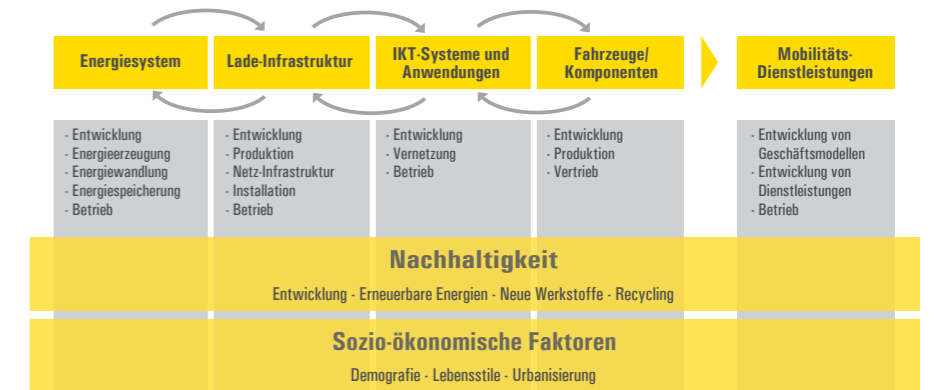 Energiesystem
Lade-Infrastruktur
IKT-Systeme und
Anwendungen
Fahrzeuge/
Komponenten
Mobilitäts-
Dienstleistungen
- Entwicklung
- Energieerzeugung
- Energiewandlung
- Energiespeicherung
- Betrieb
- Entwicklung
- Produktion
- Netz-Infrastruktur
- Installation
- Betrieb
- Entwicklung
- Vernetzung
- Betrieb
- Entwicklung
- Produktion
- Vertrieb
- Entwicklung von
Geschäftsmodellen
- Entwicklung von
Dienstleistungen
- Betrieb
Nachhaltigkeit
Entwicklung - Erneuerbare Energien - Neue Werkstoffe - Recycling
Sozio-ökonomische Faktoren
Demografie - Lebensstile - Urbanisierung